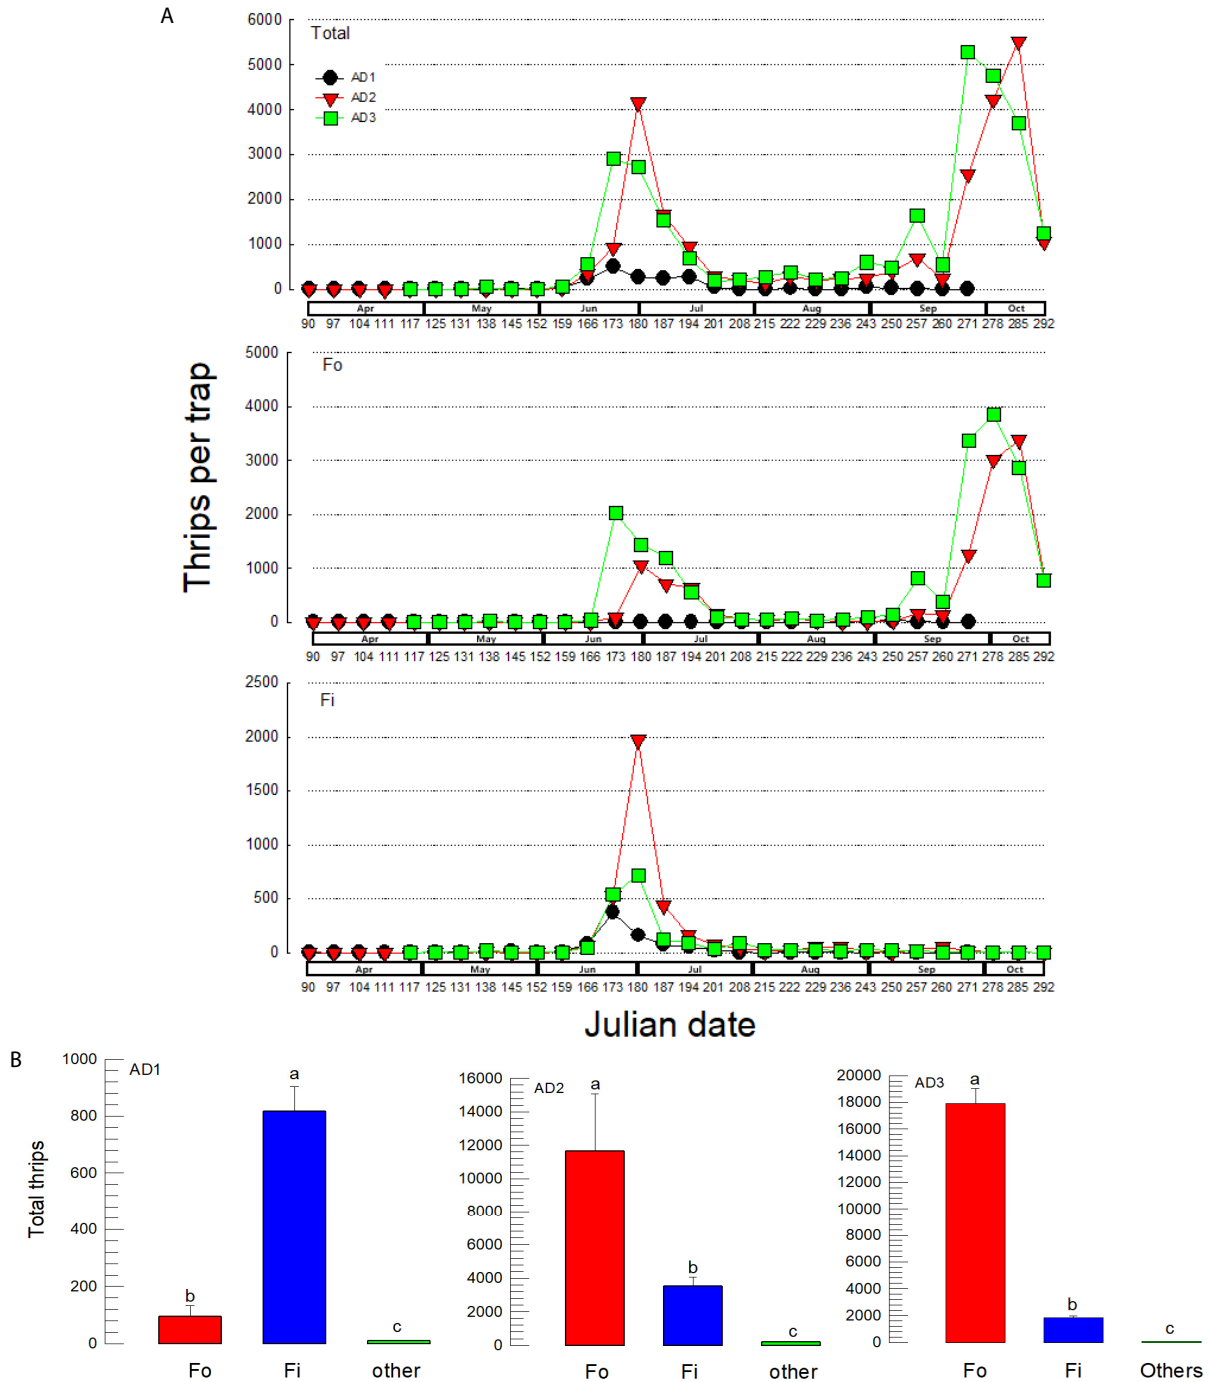 A
Total
AD1
AD2
AD3
6000
5000
4000
3000
2000
1000
0
Apr May Jun Jul Aug Sep Oct
90 97 104 111 117 125 131 138 145 152 159 166 173 180 187 194 201 208 215 222 229 236 243 250 257 260 271 278 285 292
Thrips per trap
Fo
5000
4000
3000
2000
1000
0
Apr May Jun Jul Aug Sep Oct
90 97 104 111 117 125 131 138 145 152 159 166 173 180 187 194 201 208 215 222 229 236 243 250 257 260 271 278 285 292
Fi
2500
2000
1500
1000
500
0
Apr May Jun Jul Aug Sep Oct
90 97 104 111 117 125 131 138 145 152 159 166 173 180 187 194 201 208 215 222 229 236 243 250 257 260 271 278 285 292
Julian date
B
Total thrips
AD1
1000
800
600
400
200
0
b
a
c
Fo Fi other
AD2
16000
14000
12000
10000
8000
6000
4000
2000
0
a
b
c
Fo Fi other
AD3
20000
18000
16000
14000
12000
10000
8000
6000
4000
2000
0
a
b
c
Fo Fi Others